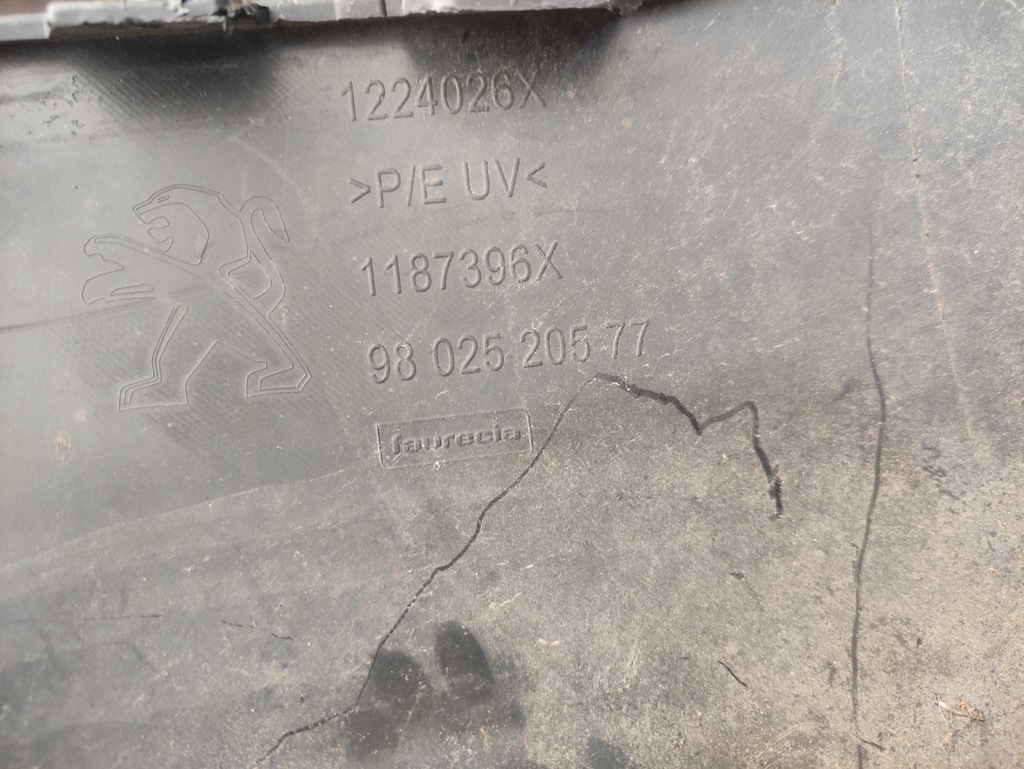 1224026X
>P/E UV<
1187396X
98 025 205 77
faurecia